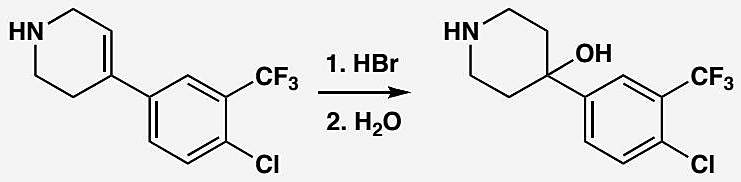 HN
CF₃
Cl
1. HBr
2. H₂O
HN
OH
CF₃
Cl